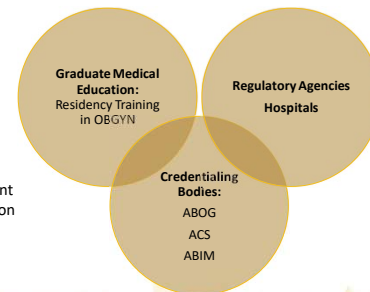 Graduate Medical
Education:
Residency Training
in OBGYN
Regulatory Agencies
Hospitals
Credentialing
Bodies:
ABOG
ACS
ABIM
nt
on